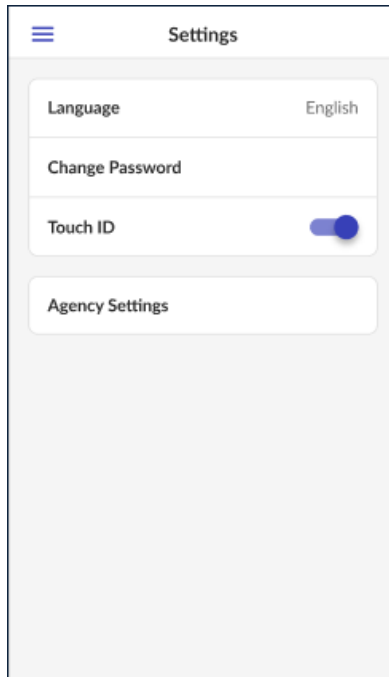 Settings
Language English
Change Password
Touch ID
Agency Settings